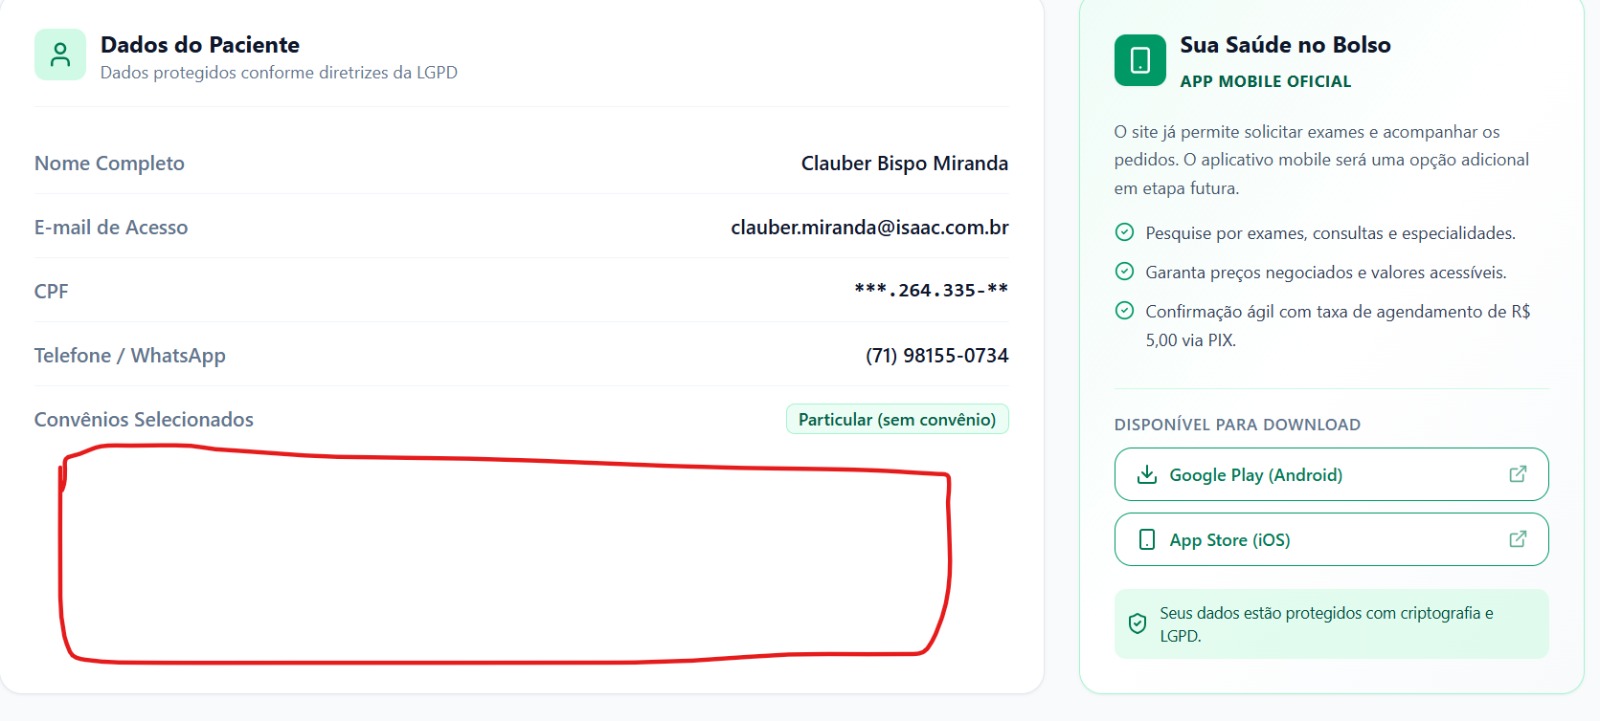 Dados do Paciente
Dados protegidos conforme diretrizes da LGPD
Nome Completo
Clauber Bispo Miranda
E-mail de Acesso
clauber.miranda@isaac.com.br
CPF
***.264.335-**
Telefone / WhatsApp
(71) 98155-0734
Convênios Selecionados
Particular (sem convênio)
Sua Saúde no Bolso
APP MOBILE OFICIAL
O site já permite solicitar exames e acompanhar os
pedidos. O aplicativo mobile será uma opção adicional
em etapa futura.
Pesquise por exames, consultas e especialidades.
Garanta preços negociados e valores acessíveis.
Confirmação ágil com taxa de agendamento de R$
5,00 via PIX.
DISPONÍVEL PARA DOWNLOAD
Google Play (Android)
App Store (iOS)
Seus dados estão protegidos com criptografia e
LGPD.